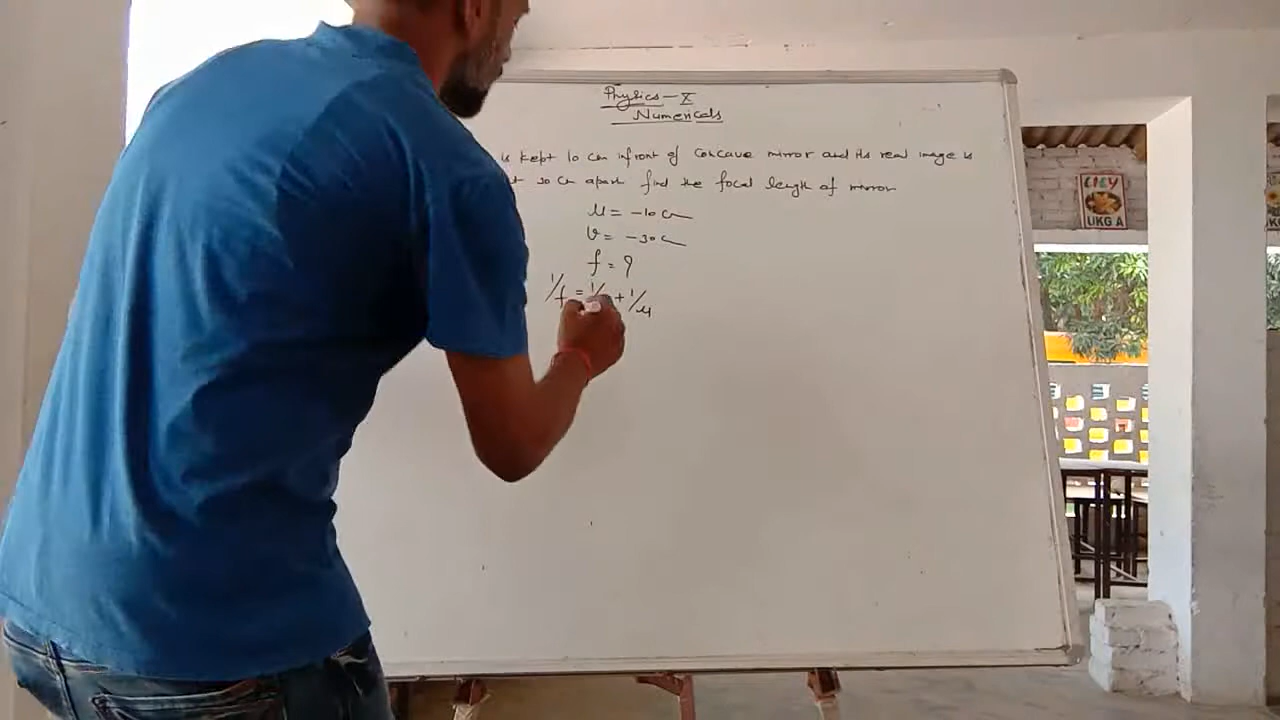 Physics - X
Numericals
is kept 10 cm infront of concave mirror and its real image is
30 cm apart find the focal length of mirror
u = -10 cm
v = -30 cm
f = ?
1/f = 1/ + 1/u
LILY
UKG A